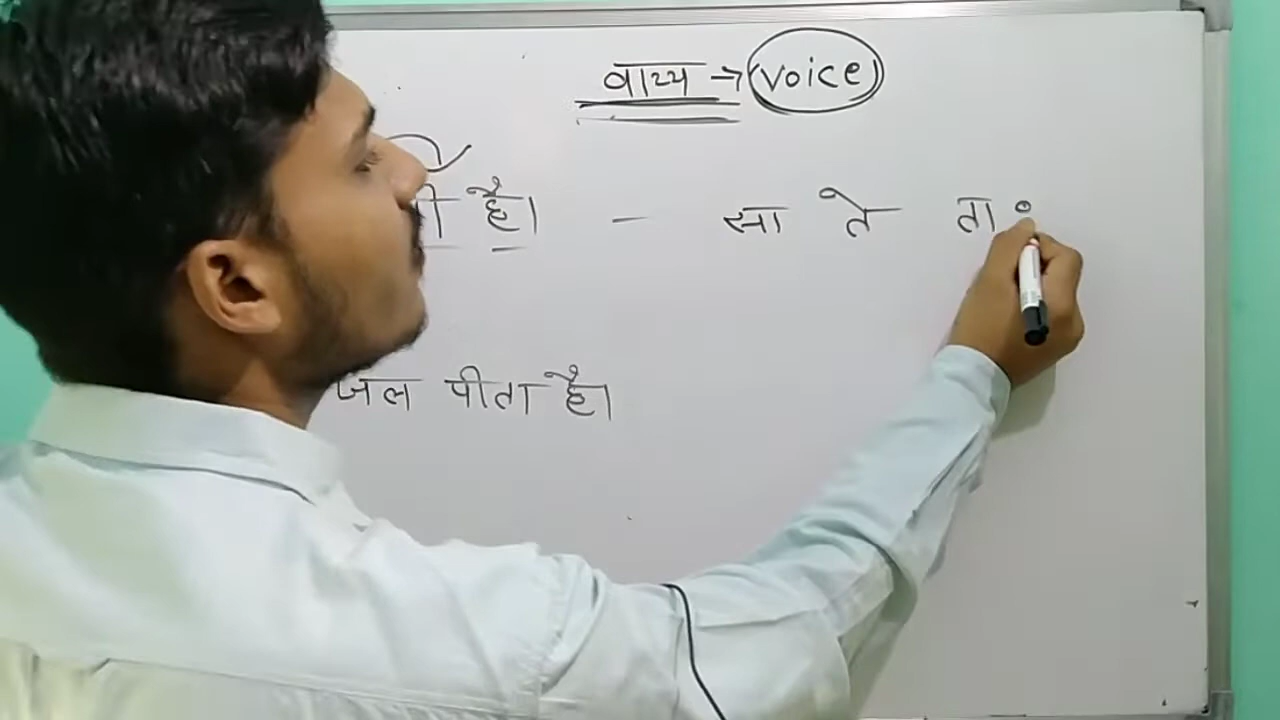 वाच्य → voice
है। - सा ते ताः
जल पीता है।